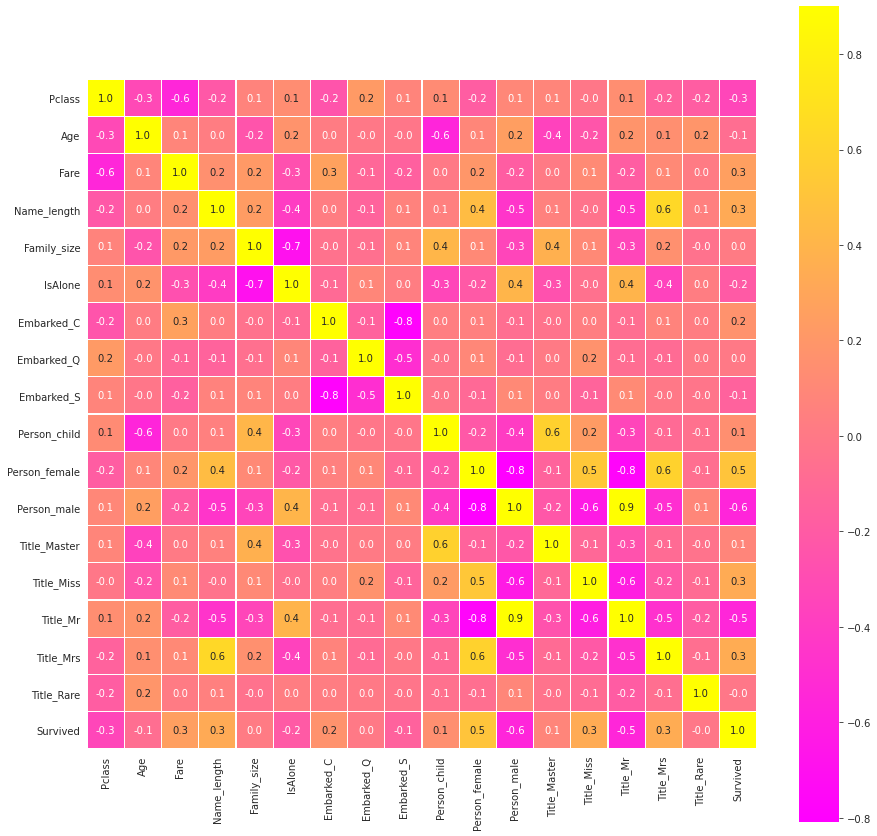 Pclass 1.0 -0.3 -0.6 -0.2 0.1 0.1 -0.2 0.2 0.1 0.1 -0.2 0.1 0.1 -0.0 0.1 -0.2 -0.2 -0.3
Age -0.3 1.0 0.1 0.0 -0.2 0.2 0.0 -0.0 -0.0 -0.6 0.1 0.2 -0.4 -0.2 0.2 0.1 0.2 -0.1
Fare -0.6 0.1 1.0 0.2 0.2 -0.3 0.3 -0.1 -0.2 0.0 0.2 -0.2 0.0 0.1 -0.2 0.1 0.0 0.3
Name_length -0.2 0.0 0.2 1.0 0.2 -0.4 0.0 -0.1 0.1 0.1 0.4 -0.5 0.1 -0.0 -0.5 0.6 0.1 0.3
Family_size 0.1 -0.2 0.2 0.2 1.0 -0.7 -0.0 -0.1 0.1 0.4 0.1 -0.3 0.4 0.1 -0.3 0.2 -0.0 0.0
IsAlone 0.1 0.2 -0.3 -0.4 -0.7 1.0 -0.1 0.1 0.0 -0.3 -0.2 0.4 -0.3 -0.0 0.4 -0.4 0.0 -0.2
Embarked_C -0.2 0.0 0.3 0.0 -0.0 -0.1 1.0 -0.1 -0.8 0.0 0.1 -0.1 -0.0 0.0 -0.1 0.1 0.0 0.2
Embarked_Q 0.2 -0.0 -0.1 -0.1 -0.1 0.1 -0.1 1.0 -0.5 -0.0 0.1 -0.1 0.0 0.2 -0.1 -0.1 0.0 0.0
Embarked_S 0.1 -0.0 -0.2 0.1 0.1 0.0 -0.8 -0.5 1.0 -0.0 -0.1 0.1 0.0 -0.1 0.1 -0.0 -0.0 -0.1
Person_child 0.1 -0.6 0.0 0.1 0.4 -0.3 0.0 -0.0 -0.0 1.0 -0.2 -0.4 0.6 0.2 -0.3 -0.1 -0.1 0.1
Person_female -0.2 0.1 0.2 0.4 0.1 -0.2 0.1 0.1 -0.1 -0.2 1.0 -0.8 -0.1 0.5 -0.8 0.6 -0.1 0.5
Person_male 0.1 0.2 -0.2 -0.5 -0.3 0.4 -0.1 -0.1 0.1 -0.4 -0.8 1.0 -0.2 -0.6 0.9 -0.5 0.1 -0.6
Title_Master 0.1 -0.4 0.0 0.1 0.4 -0.3 -0.0 0.0 0.0 0.6 -0.1 -0.2 1.0 -0.1 -0.3 -0.1 -0.0 0.1
Title_Miss -0.0 -0.2 0.1 -0.0 0.1 -0.0 0.0 0.2 -0.1 0.2 0.5 -0.6 -0.1 1.0 -0.6 -0.2 -0.1 0.3
Title_Mr 0.1 0.2 -0.2 -0.5 -0.3 0.4 -0.1 -0.1 0.1 -0.3 -0.8 0.9 -0.3 -0.6 1.0 -0.5 -0.2 -0.5
Title_Mrs -0.2 0.1 0.1 0.6 0.2 -0.4 0.1 -0.1 -0.0 -0.1 0.6 -0.5 -0.1 -0.2 -0.5 1.0 -0.1 0.3
Title_Rare -0.2 0.2 0.0 0.1 -0.0 0.0 0.0 0.0 -0.0 -0.1 -0.1 0.1 -0.0 -0.1 -0.2 -0.1 1.0 -0.0
Survived -0.3 -0.1 0.3 0.3 0.0 -0.2 0.2 0.0 -0.1 0.1 0.5 -0.6 0.1 0.3 -0.5 0.3 -0.0 1.0
Pclass
Age
Fare
Name_length
Family_size
IsAlone
Embarked_C
Embarked_Q
Embarked_S
Person_child
Person_female
Person_male
Title_Master
Title_Miss
Title_Mr
Title_Mrs
Title_Rare
Survived
0.8
0.6
0.4
0.2
0.0
−0.2
−0.4
−0.6
−0.8